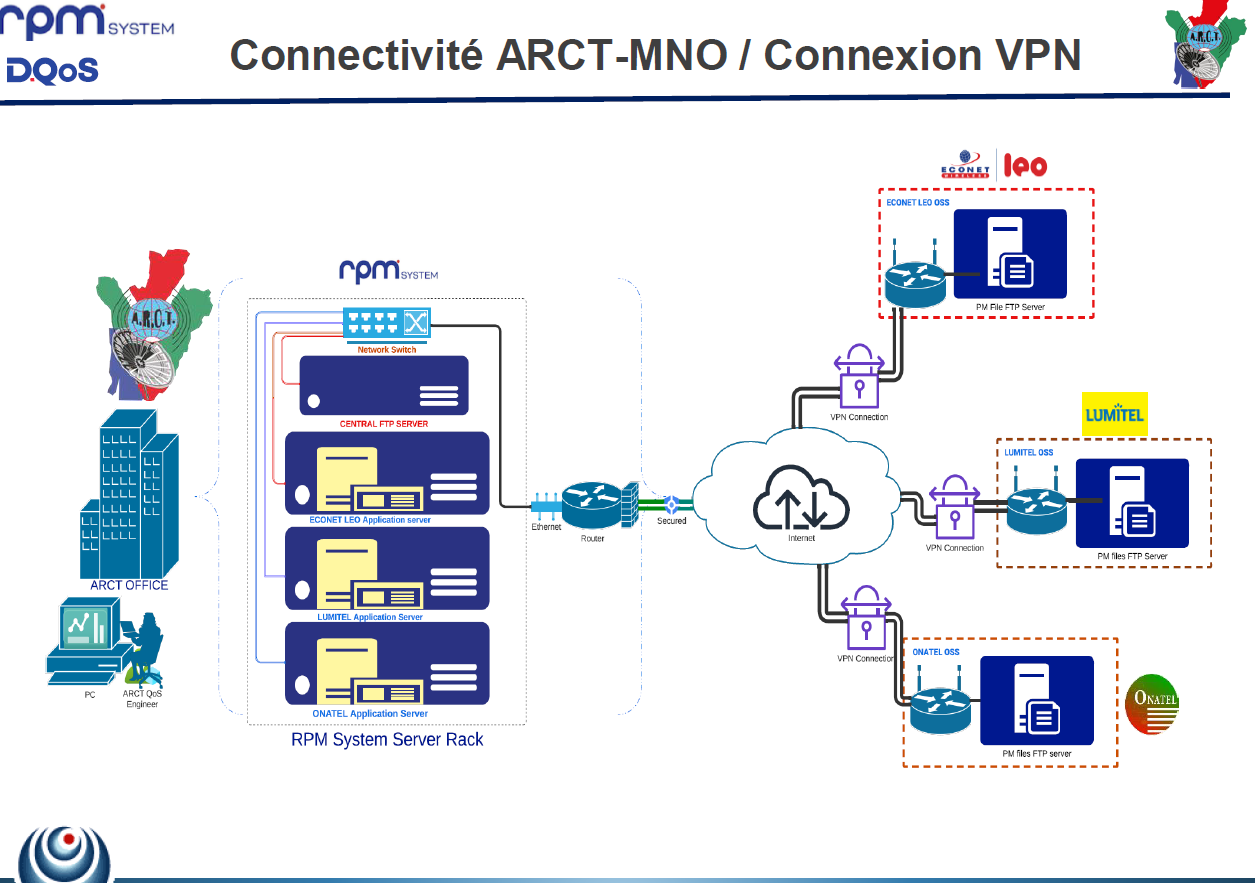 rpm SYSTEM
DQoS
Connectivité ARCT-MNO / Connexion VPN
A.R.C.T.
ECONET
WIRELESS
leo
ECONET LEO OSS
PM File FTP Server
rpm SYSTEM
A.R.C.T.
Network Switch
CENTRAL FTP SERVER
VPN Connection
LUMITEL
LUMITEL OSS
ECONET LEO Application server
Ethernet
Router
Secured
Internet
VPN Connection
PM files FTP Server
ARCT OFFICE
LUMITEL Application Server
PC
ARCT QoS
Engineer
VPN Connection
ONATEL OSS
ONATEL
ONATEL Application Server
RPM System Server Rack
PM files FTP server